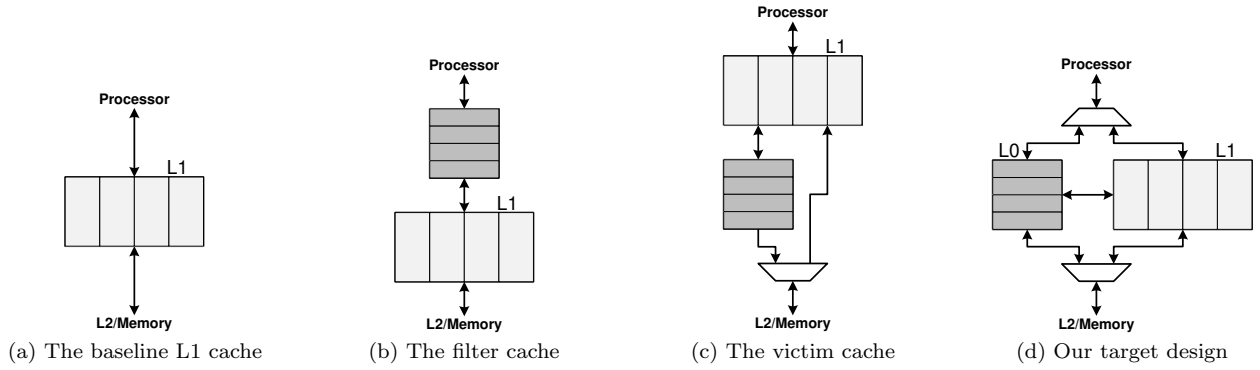 Processor
L1
L2/Memory
(a) The baseline L1 cache
Processor
L1
L2/Memory
(b) The filter cache
Processor
L1
L2/Memory
(c) The victim cache
Processor
L0 L1
L2/Memory
(d) Our target design